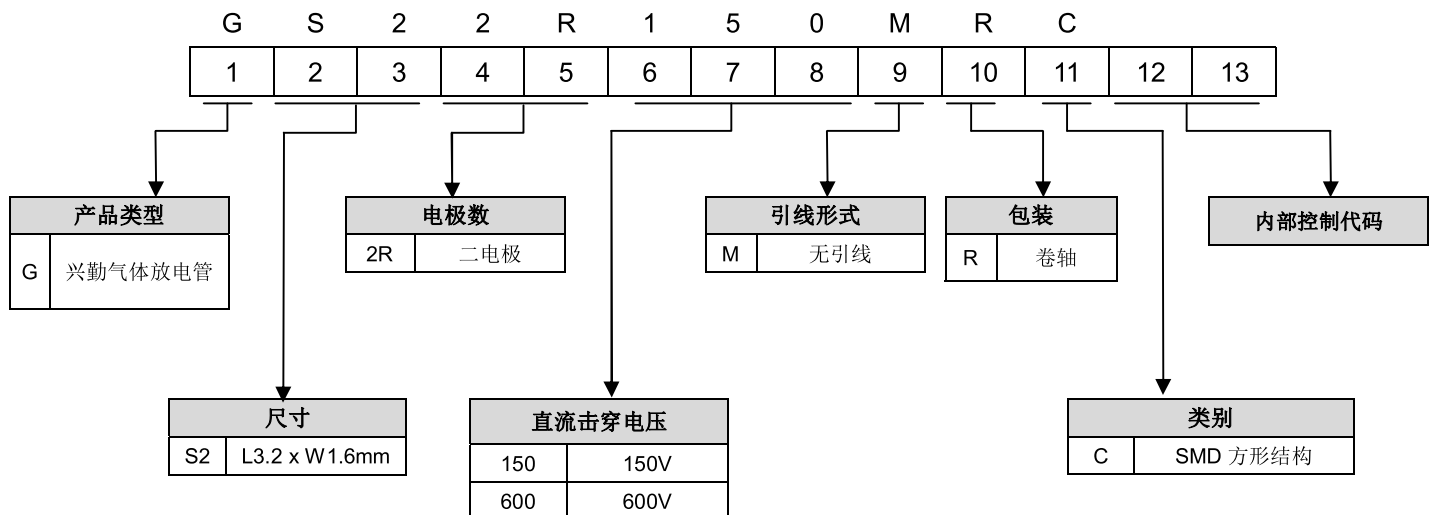 G S 2 2 R 1 5 0 M R C
1 2 3 4 5 6 7 8 9 10 11 12 13
产品类型
G 兴勤气体放电管
电极数
2R 二电极
引线形式
M 无引线
包装
R 卷轴
内部控制代码
尺寸
S2 L3.2 x W1.6mm
直流击穿电压
150 150V
600 600V
类别
C SMD 方形结构